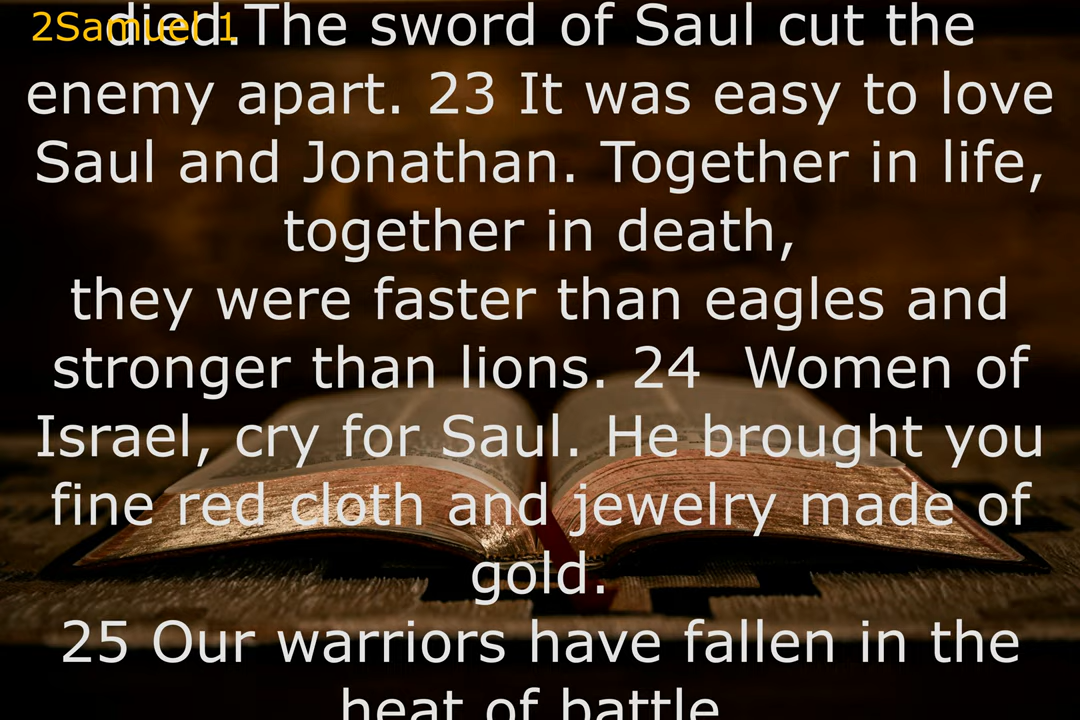 2Samuel 1
died.The sword of Saul cut the
enemy apart. 23 It was easy to love
Saul and Jonathan. Together in life,
together in death,
they were faster than eagles and
stronger than lions. 24  Women of
Israel, cry for Saul. He brought you
fine red cloth and jewelry made of
gold.
25 Our warriors have fallen in the
heat of battle